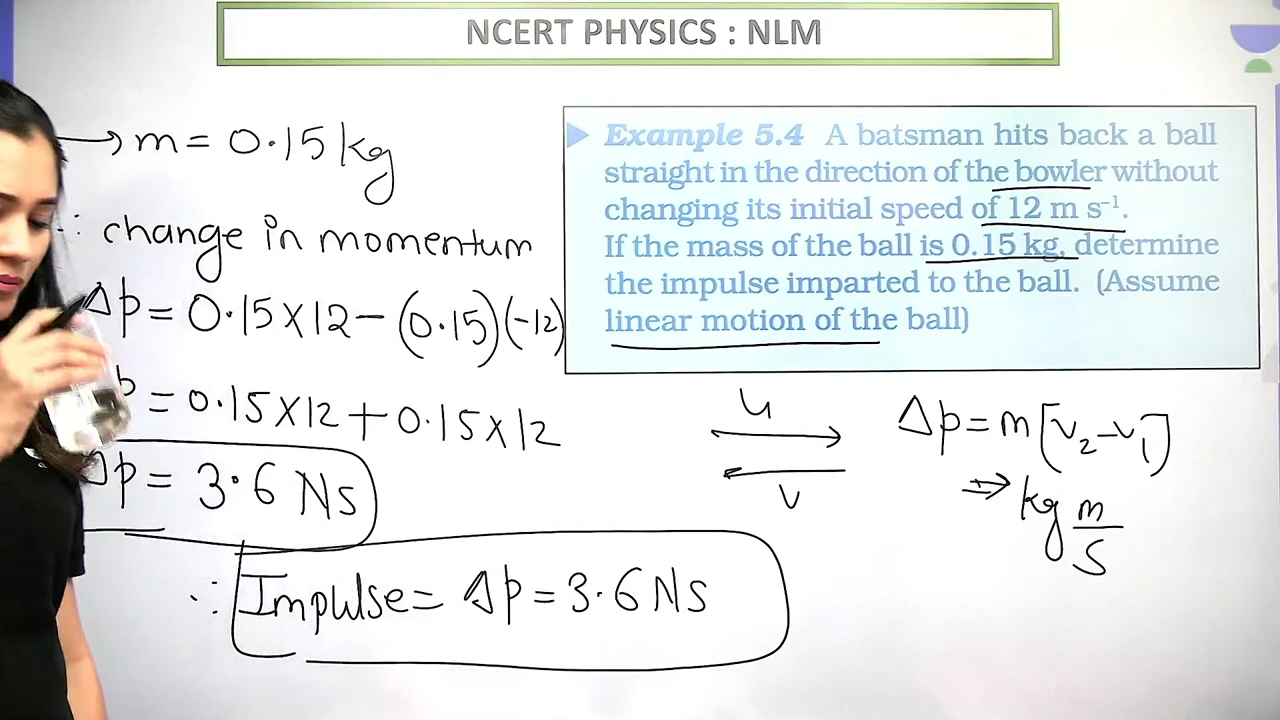 NCERT PHYSICS : NLM
→ m = 0.15 kg
∴ change in momentum
Δp = 0.15 X 12 - (0.15)(-12)
p = 0.15 X 12 + 0.15 X 12
Δp = 3.6 Ns
∴ Impulse = Δp = 3.6 Ns
Example 5.4 A batsman hits back a ball
straight in the direction of the bowler without
changing its initial speed of 12 m s⁻¹.
If the mass of the ball is 0.15 kg, determine
the impulse imparted to the ball. (Assume
linear motion of the ball)
u
v
Δp = m[v₂-v₁]
⇒ kg m/s